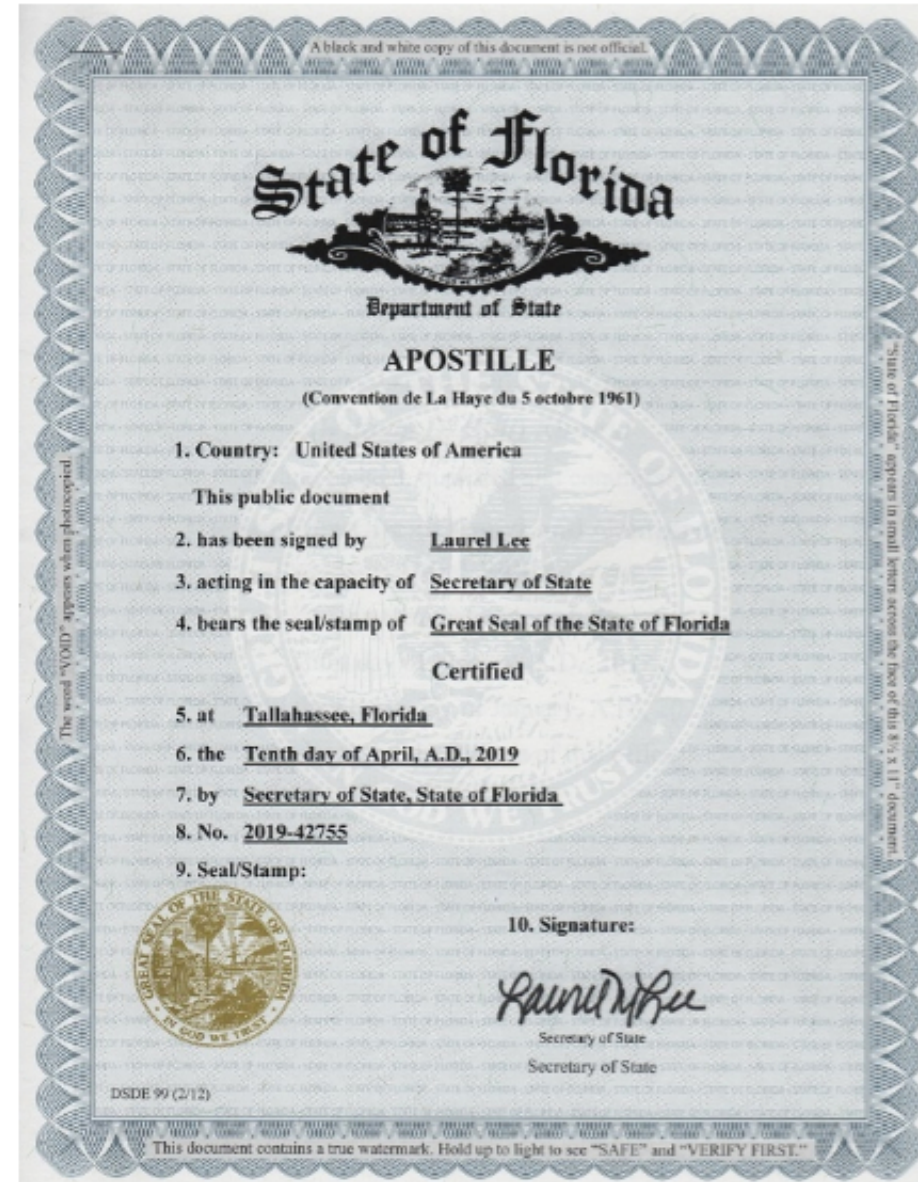 A black and white copy of this document is not official.
State of Florida
Department of State
APOSTILLE
(Convention de La Haye du 5 octobre 1961)
1. Country: United States of America
This public document
2. has been signed by Laurel Lee
3. acting in the capacity of Secretary of State
4. bears the seal/stamp of Great Seal of the State of Florida
Certified
5. at Tallahassee, Florida
6. the Tenth day of April, A.D., 2019
7. by Secretary of State, State of Florida
8. No. 2019-42755
9. Seal/Stamp:
GREAT SEAL OF THE STATE OF FLORIDA
IN GOD WE TRUST
10. Signature:
Laurel M Lee
Secretary of State
Secretary of State
DSDE 99 (2/12)
This document contains a true watermark. Hold up to light to see "SAFE" and "VERIFY FIRST."
The word "VOID" appears when photocopied.
"State of Florida" appears in small letters across the face of this 8½ x 11" document